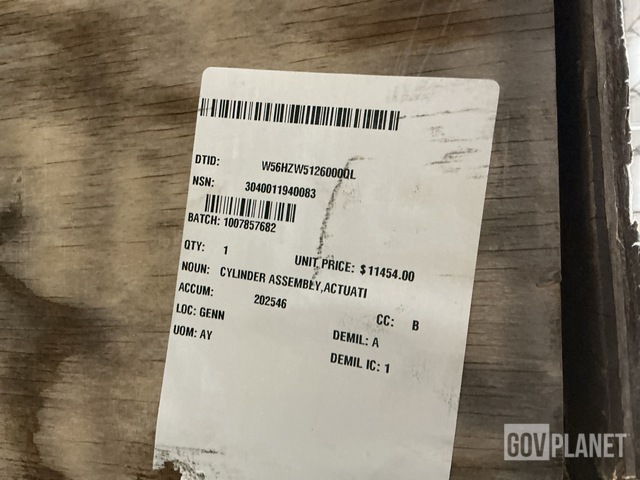 DTID: W56HZW5126000QL
NSN: 3040011940083
BATCH: 1007857682
QTY: 1 UNIT PRICE: $11454.00
NOUN: CYLINDER ASSEMBLY,ACTUATI
ACCUM: 202546
CC: B
LOC: GENN
DEMIL: A
UOM: AY
DEMIL IC: 1
GOVPLANET